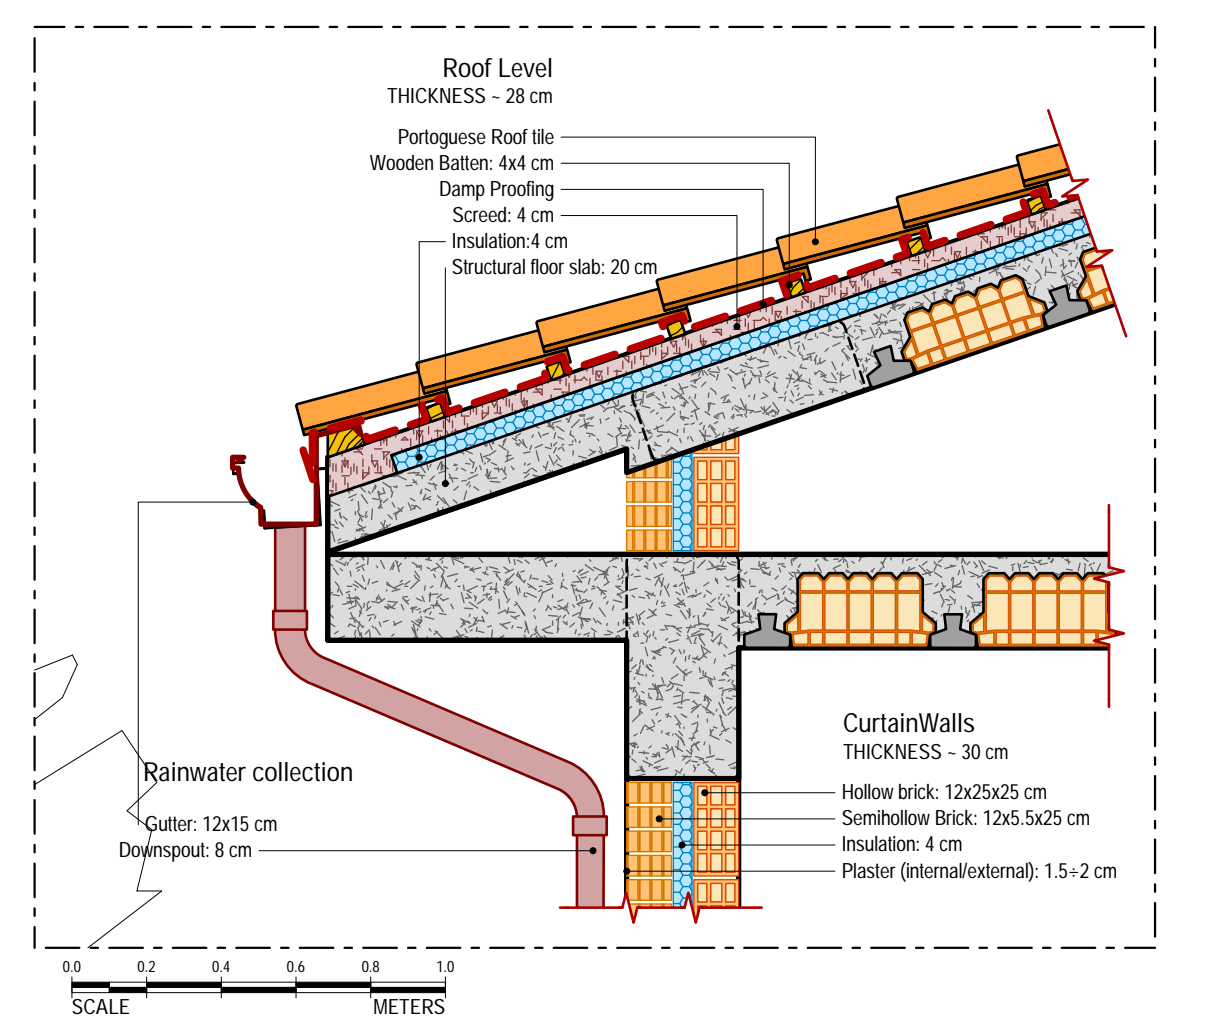 Roof Level
THICKNESS ~ 28 cm
Portoguese Roof tile
Wooden Batten: 4x4 cm
Damp Proofing
Screed: 4 cm
Insulation:4 cm
Structural floor slab: 20 cm
CurtainWalls
THICKNESS ~ 30 cm
Hollow brick: 12x25x25 cm
Semihollow Brick: 12x5.5x25 cm
Insulation: 4 cm
Plaster (internal/external): 1.5÷2 cm
Rainwater collection
Gutter: 12x15 cm
Downspout: 8 cm
0.0 0.2 0.4 0.6 0.8 1.0
SCALE METERS